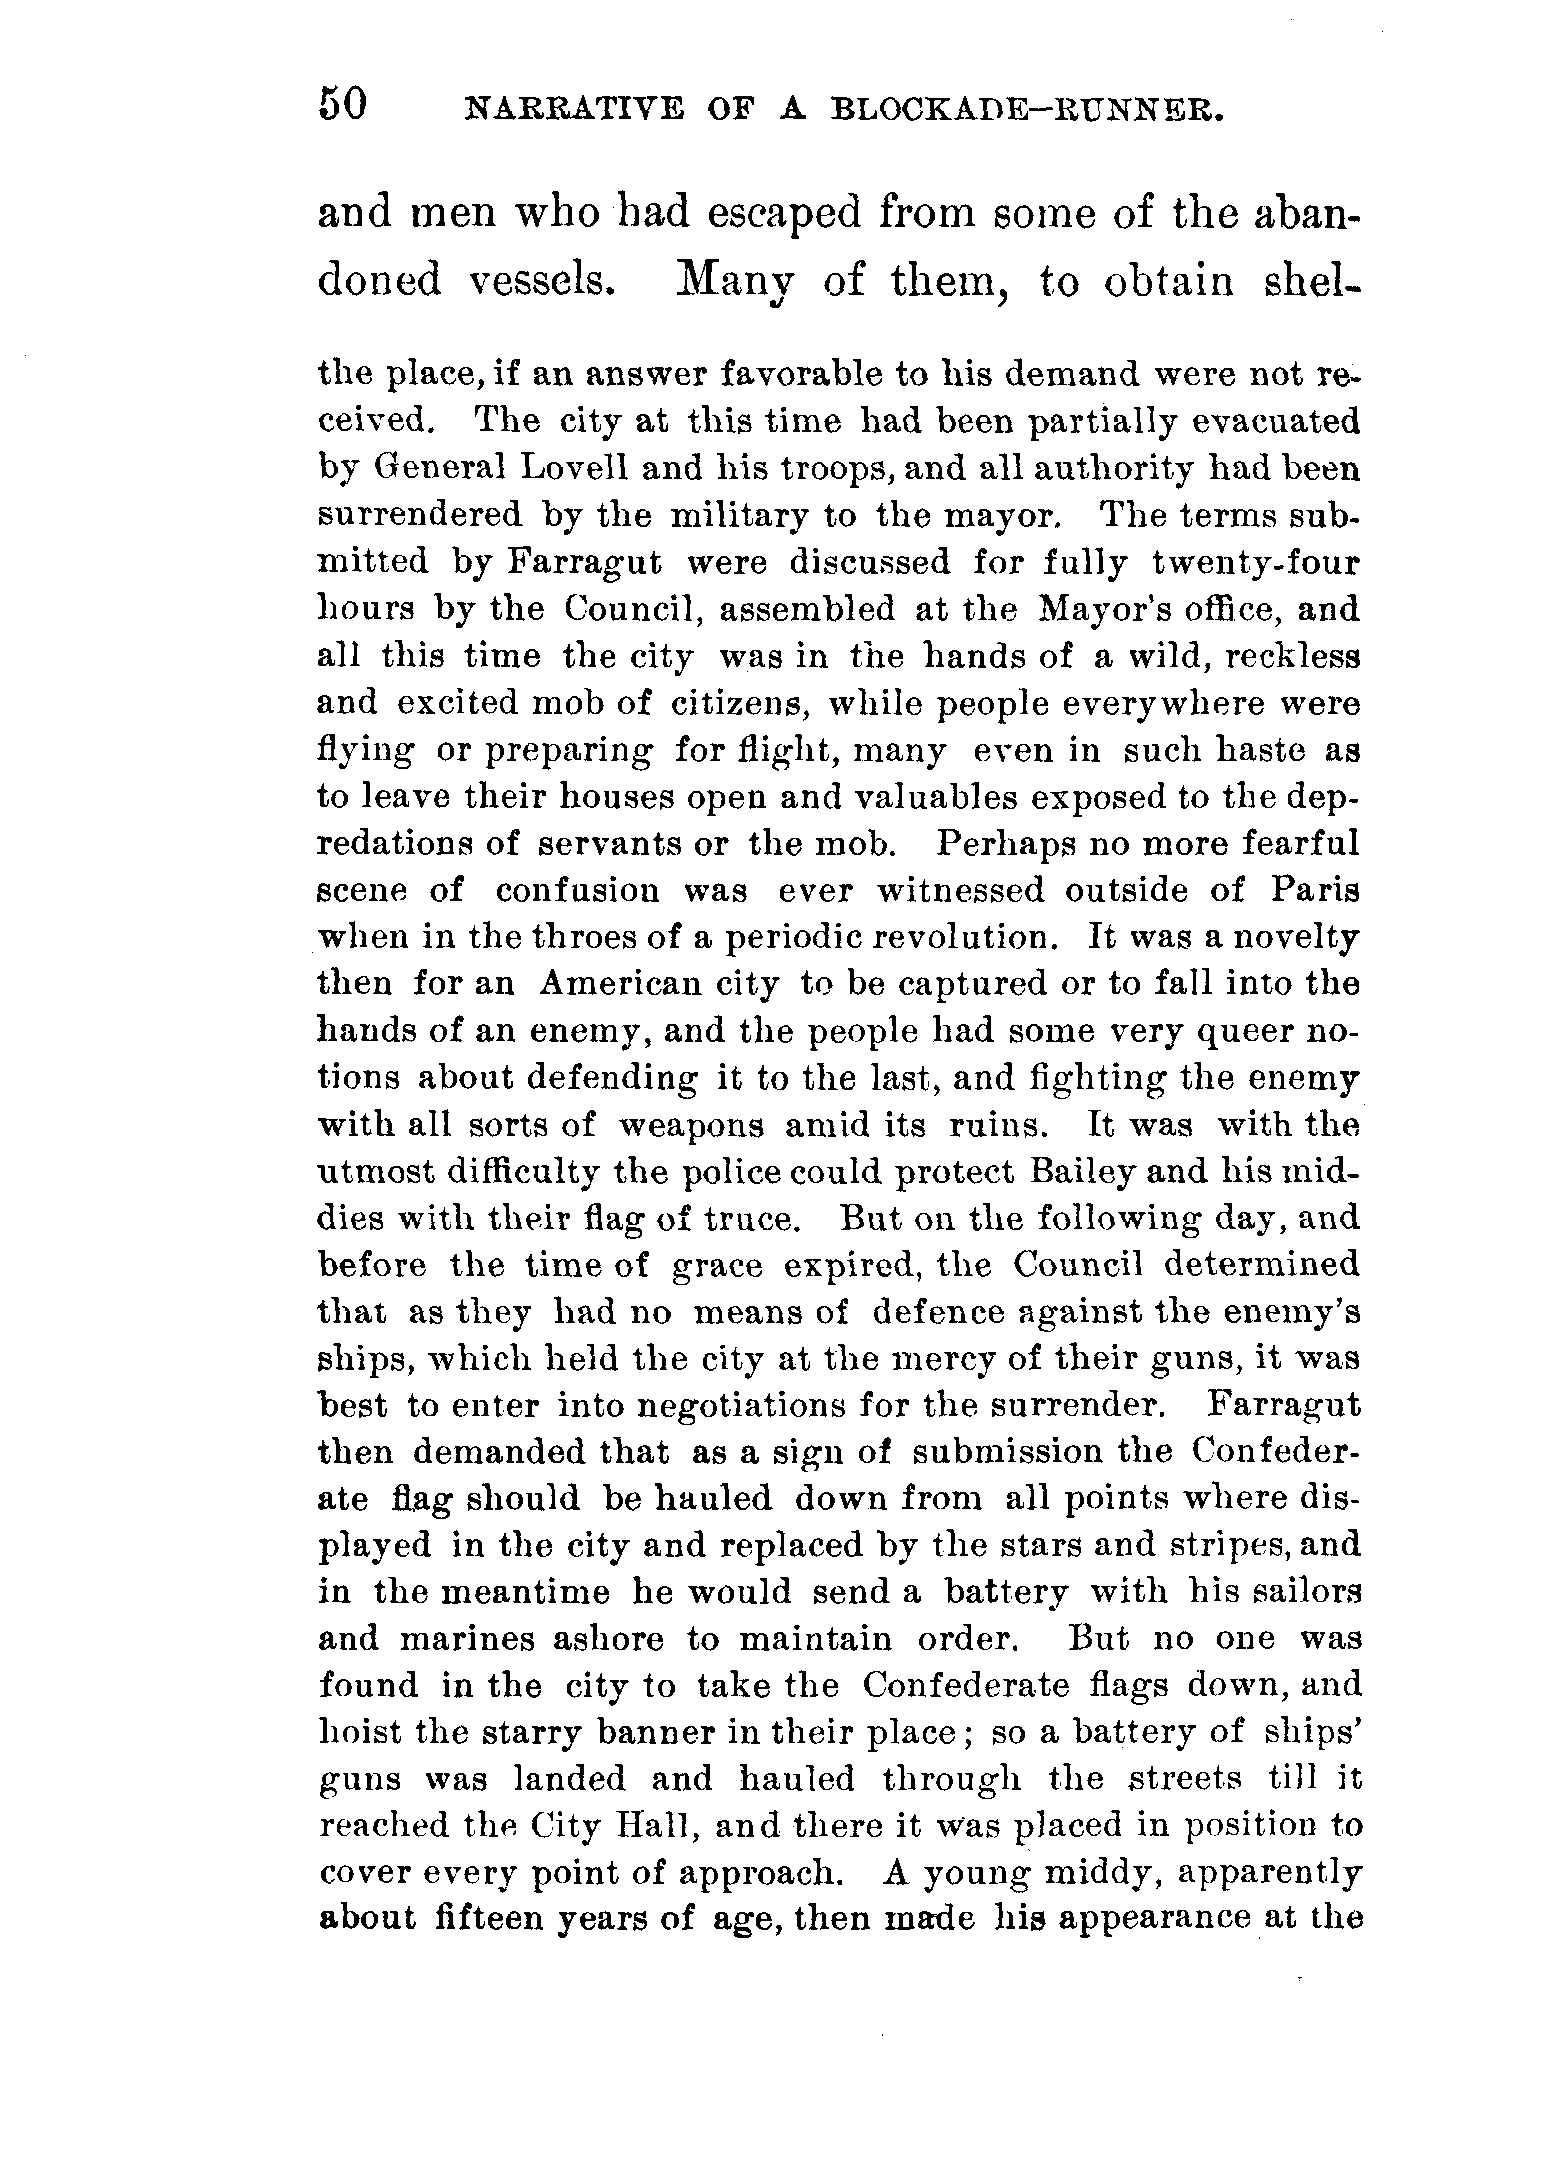 50 NARRATIVE OF A BLOCKADE-RUNNER.
and men who had escaped from some of the aban-
doned vessels. Many of them, to obtain shel-
the place, if an answer favorable to his demand were not re-
ceived. The city at this time had been partially evacuated
by General Lovell and his troops, and all authority had been
surrendered by the military to the mayor. The terms sub-
mitted by Farragut were discussed for fully twenty-four
hours by the Council, assembled at the Mayor's office, and
all this time the city was in the hands of a wild, reckless
and excited mob of citizens, while people everywhere were
flying or preparing for flight, many even in such haste as
to leave their houses open and valuables exposed to the dep-
redations of servants or the mob. Perhaps no more fearful
scene of confusion was ever witnessed outside of Paris
when in the throes of a periodic revolution. It was a novelty
then for an American city to be captured or to fall into the
hands of an enemy, and the people had some very queer no-
tions about defending it to the last, and fighting the enemy
with all sorts of weapons amid its ruins. It was with the
utmost difficulty the police could protect Bailey and his mid-
dies with their flag of truce. But on the following day, and
before the time of grace expired, the Council determined
that as they had no means of defence against the enemy's
ships, which held the city at the mercy of their guns, it was
best to enter into negotiations for the surrender. Farragut
then demanded that as a sign of submission the Confeder-
ate flag should be hauled down from all points where dis-
played in the city and replaced by the stars and stripes, and
in the meantime he would send a battery with his sailors
and marines ashore to maintain order. But no one was
found in the city to take the Confederate flags down, and
hoist the starry banner in their place; so a battery of ships'
guns was landed and hauled through the streets till it
reached the City Hall, and there it was placed in position to
cover every point of approach. A young middy, apparently
about fifteen years of age, then made his appearance at the